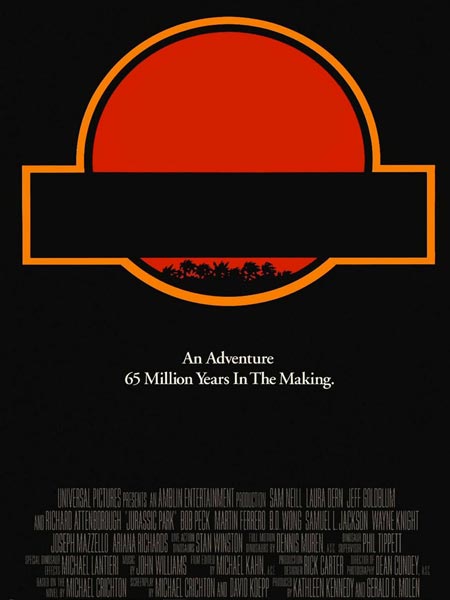 An Adventure
65 Million Years In The Making.
UNIVERSAL PICTURES PRESENTS AN AMBLIN ENTERTAINMENT PRODUCTION SAM NEILL LAURA DERN JEFF GOLDBLUM
AND RICHARD ATTENBOROUGH "JURASSIC PARK" BOB PECK MARTIN FERRERO B.D. WONG SAMUEL L. JACKSON WAYNE KNIGHT
JOSEPH MAZZELLO ARIANA RICHARDS LIVE ACTION DINOSAURS STAN WINSTON FULL MOTION DINOSAURS BY DENNIS MUREN, A.S.C. DINOSAUR SUPERVISOR PHIL TIPPETT
SPECIAL DINOSAUR EFFECTS MICHAEL LANTIERI MUSIC BY JOHN WILLIAMS FILM EDITED BY MICHAEL KAHN, A.C.E. PRODUCTION DESIGNER RICK CARTER DIRECTOR OF PHOTOGRAPHY DEAN CUNDEY, A.S.C.
BASED ON THE NOVEL BY MICHAEL CRICHTON SCREENPLAY BY MICHAEL CRICHTON AND DAVID KOEPP PRODUCED BY KATHLEEN KENNEDY AND GERALD R. MOLEN